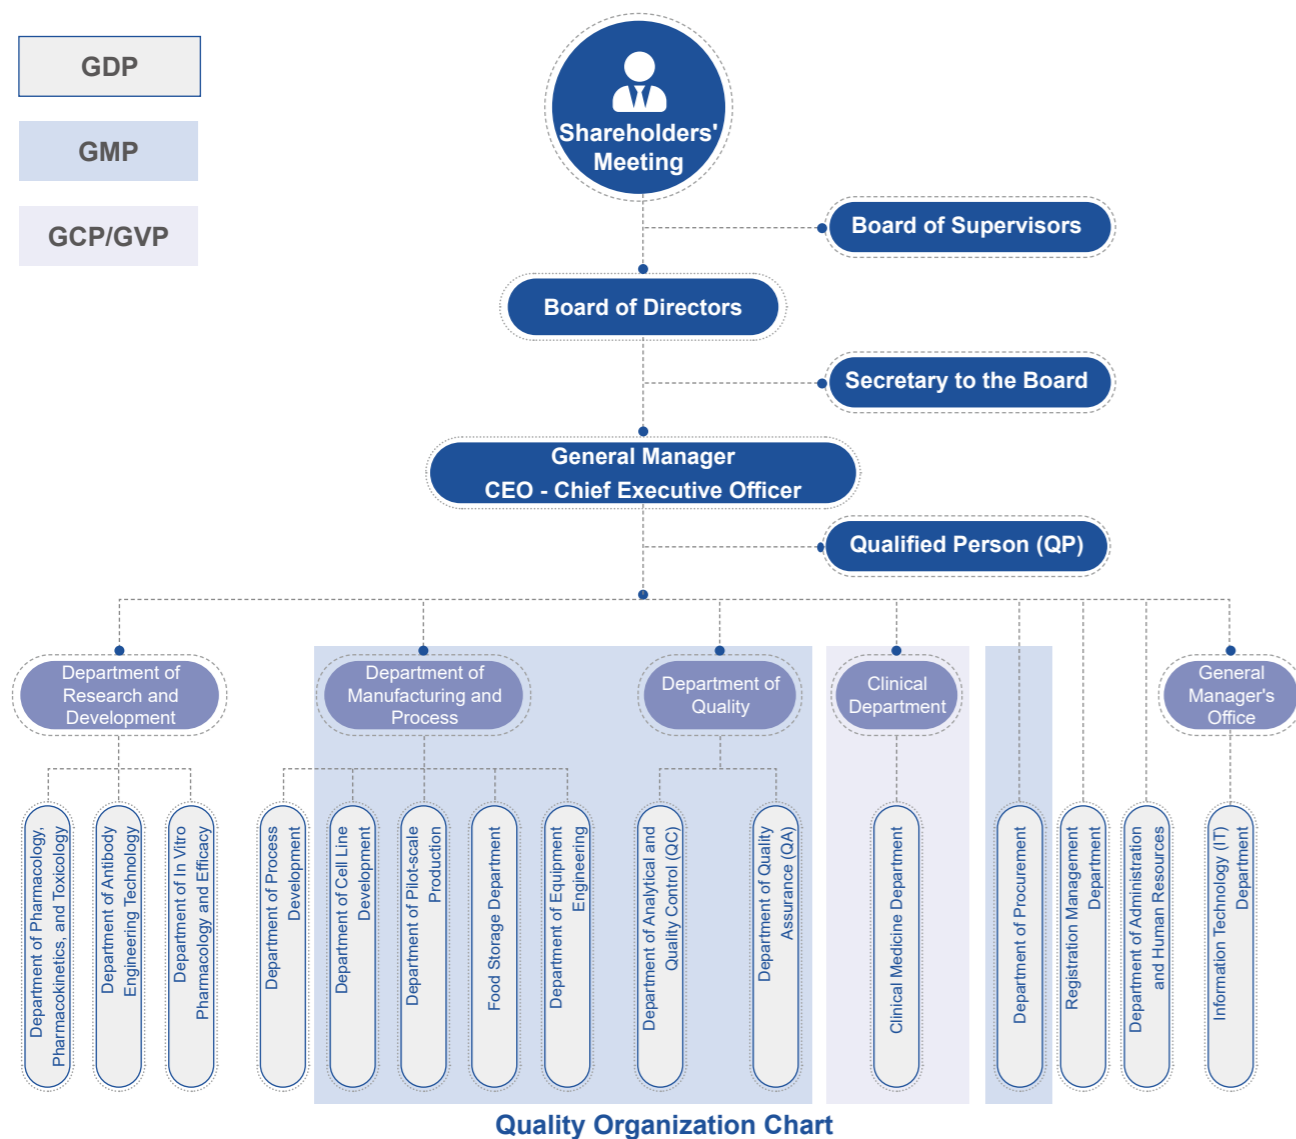 GDP
GMP
GCP/GVP
Shareholders'
Meeting
Board of Supervisors
Board of Directors
Secretary to the Board
General Manager
CEO - Chief Executive Officer
Qualified Person (QP)
Department of
Research and
Development
Department of
Manufacturing and
Process
Department of
Quality
Clinical
Department
General
Manager's
Office
Department of Pharmacology,
Pharmacokinetics, and Toxicology
Department of Antibody
Engineering Technology
Department of In Vitro
Pharmacology and Efficacy
Department of Process
Development
Department of Cell Line
Development
Department of Pilot-scale
Production
Food Storage Department
Department of Equipment
Engineering
Department of Analytical and
Quality Control (QC)
Department of Quality
Assurance (QA)
Clinical Medicine Department
Department of Procurement
Registration Management
Department
Department of Administration
and Human Resources
Information Technology (IT)
Department
Quality Organization Chart